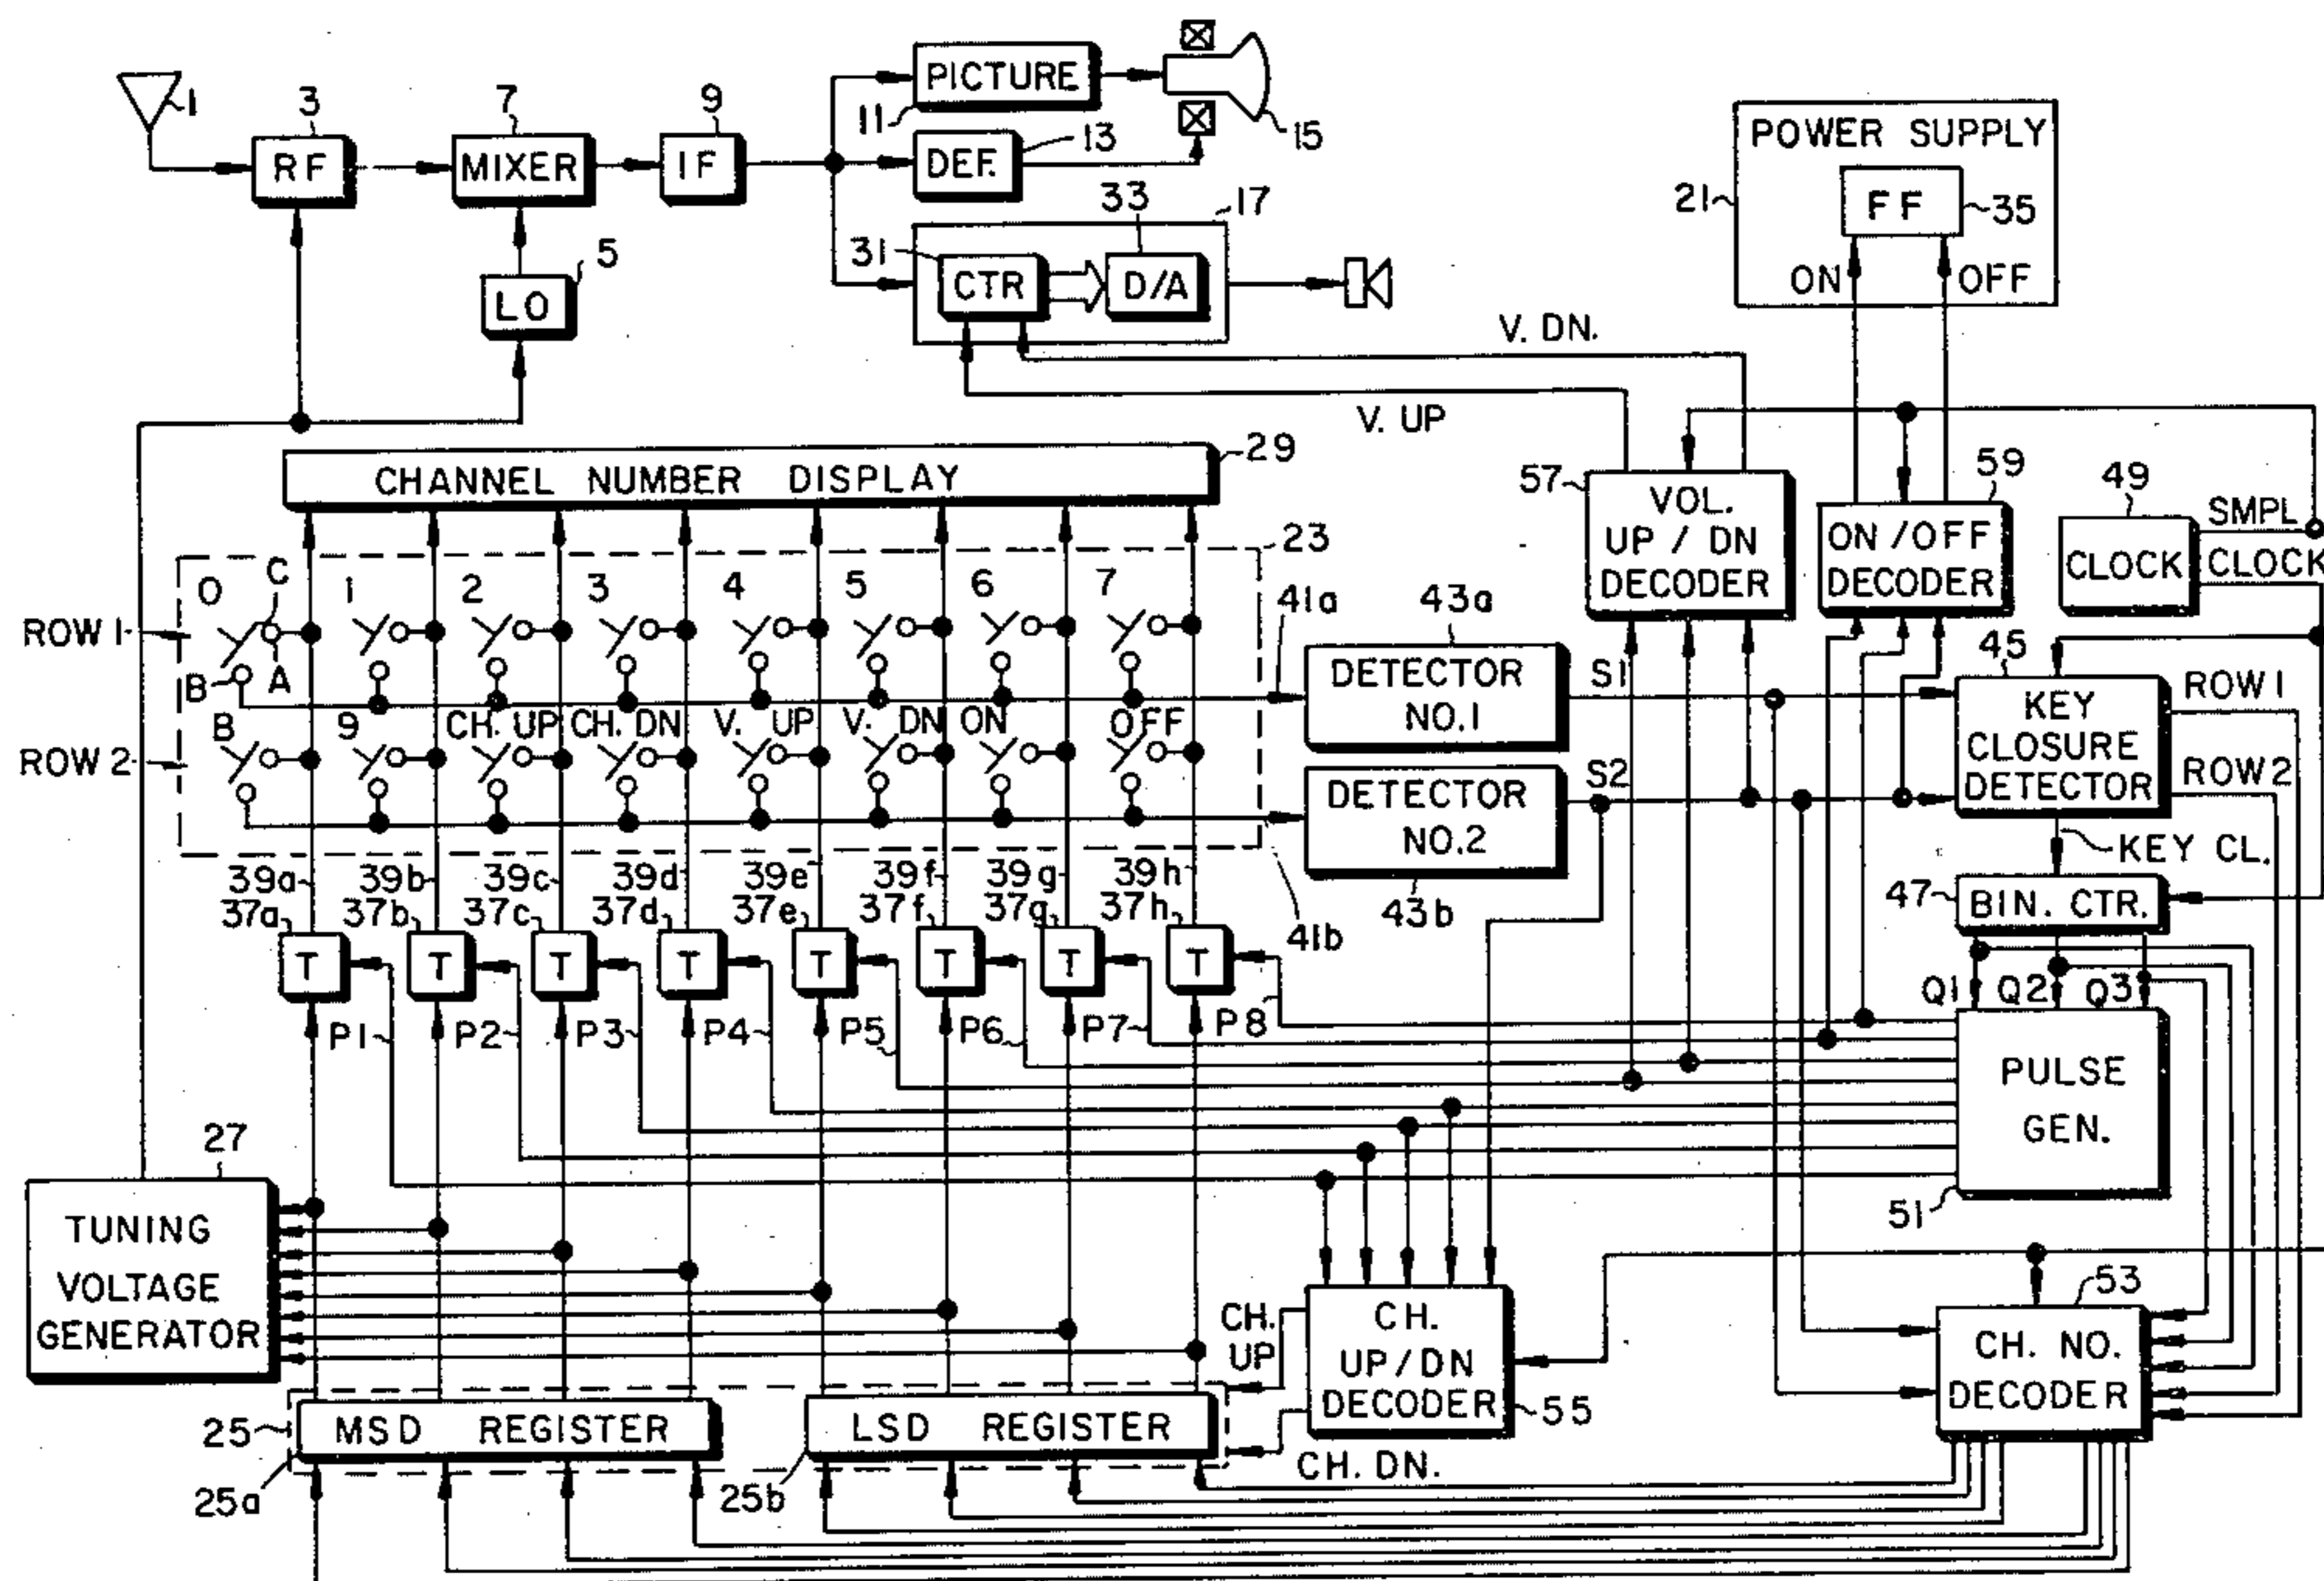 1
3
RF
7
MIXER
9
IF
5
LO
PICTURE
11
DEF.
13
15
33
17
31
CTR
D/A
POWER SUPPLY
21
FF
35
ON
OFF
V. DN.
V. UP
CHANNEL NUMBER DISPLAY
29
23
57
VOL.
UP / DN
DECODER
59
ON/OFF
DECODER
49
CLOCK
SMPL
CLOCK
ROW 1
0
C
B
A
1
2
3
4
5
6
7
41a
ROW 2
B
9
CH. UP
CH. DN
V. UP
V. DN
ON
OFF
41b
43a
DETECTOR
NO.1
S1
DETECTOR
NO.2
S2
43b
45
KEY
CLOSURE
DETECTOR
ROW 1
ROW 2
KEY CL.
47
BIN. CTR.
Q1
Q2
Q3
39a
39b
39c
39d
39e
39f
39g
39h
37a
37b
37c
37d
37e
37f
37g
37h
T
T
T
T
T
T
T
T
P1
P2
P3
P4
P5
P6
P7
P8
PULSE
GEN.
51
27
TUNING
VOLTAGE
GENERATOR
CH.
UP
CH.
UP/DN
DECODER
55
CH. DN.
53
CH. NO.
DECODER
25
MSD REGISTER
25a
LSD REGISTER
25b